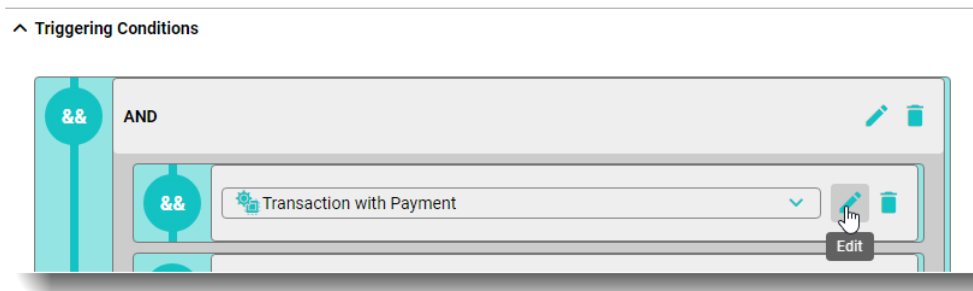 Triggering Conditions
&&
AND
&&
Transaction with Payment
Edit